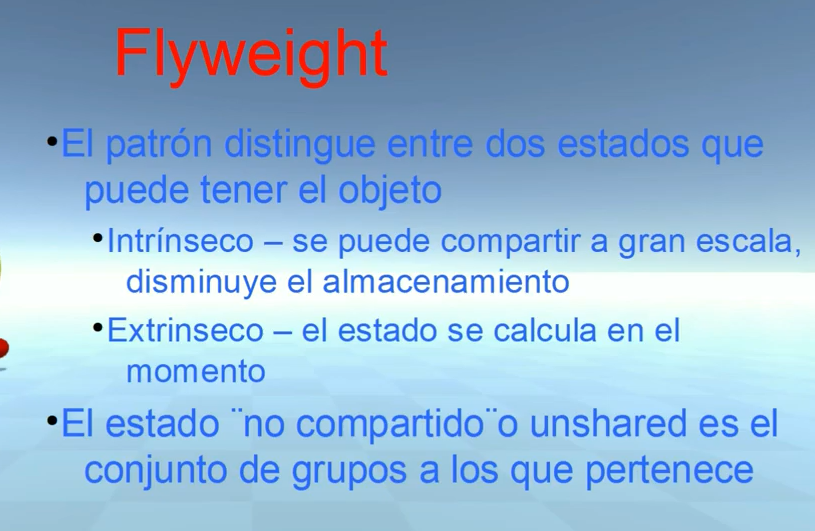 Flyweight
•El patrón distingue entre dos estados que
puede tener el objeto
•Intrínseco – se puede compartir a gran escala,
disminuye el almacenamiento
•Extrinseco – el estado se calcula en el
momento
•El estado ¨no compartido¨o unshared es el
conjunto de grupos a los que pertenece